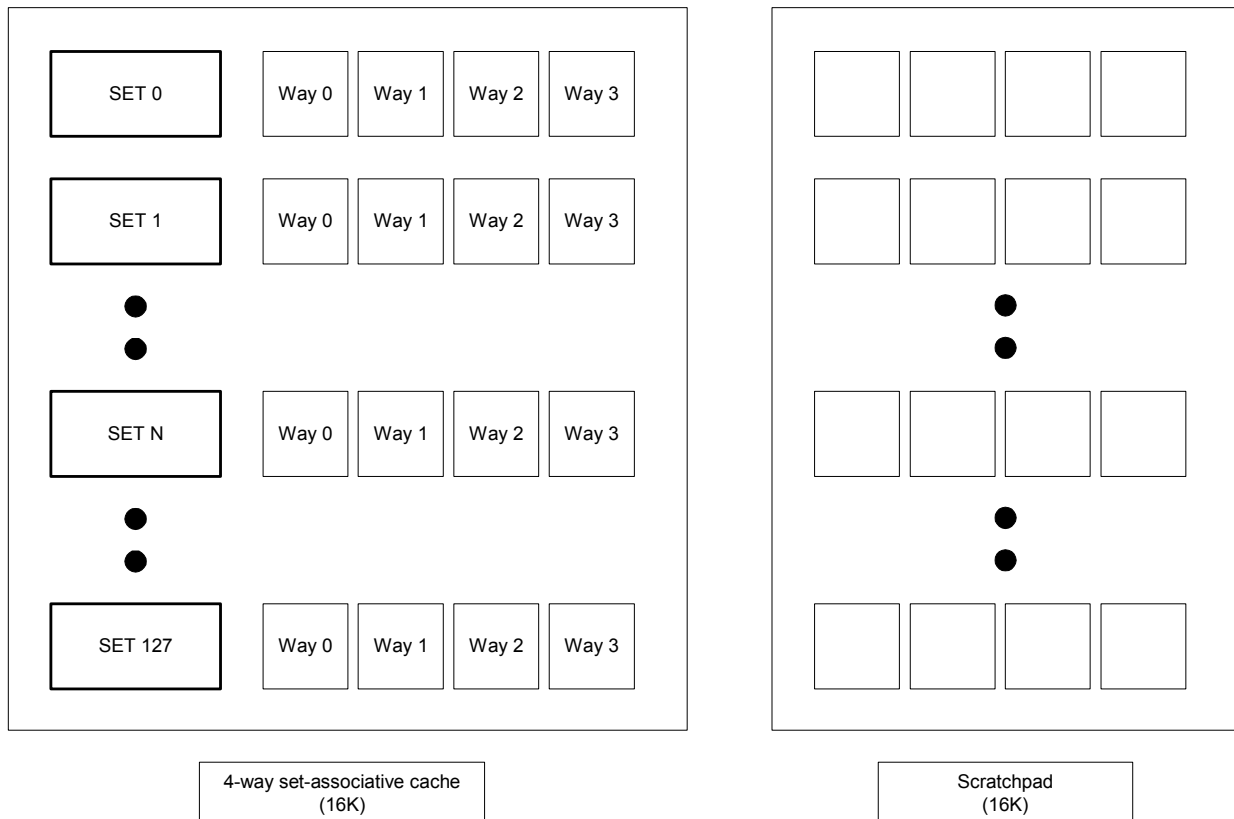 SET 0 Way 0 Way 1 Way 2 Way 3
SET 1 Way 0 Way 1 Way 2 Way 3
SET N Way 0 Way 1 Way 2 Way 3
SET 127 Way 0 Way 1 Way 2 Way 3
4-way set-associative cache
(16K)
Scratchpad
(16K)